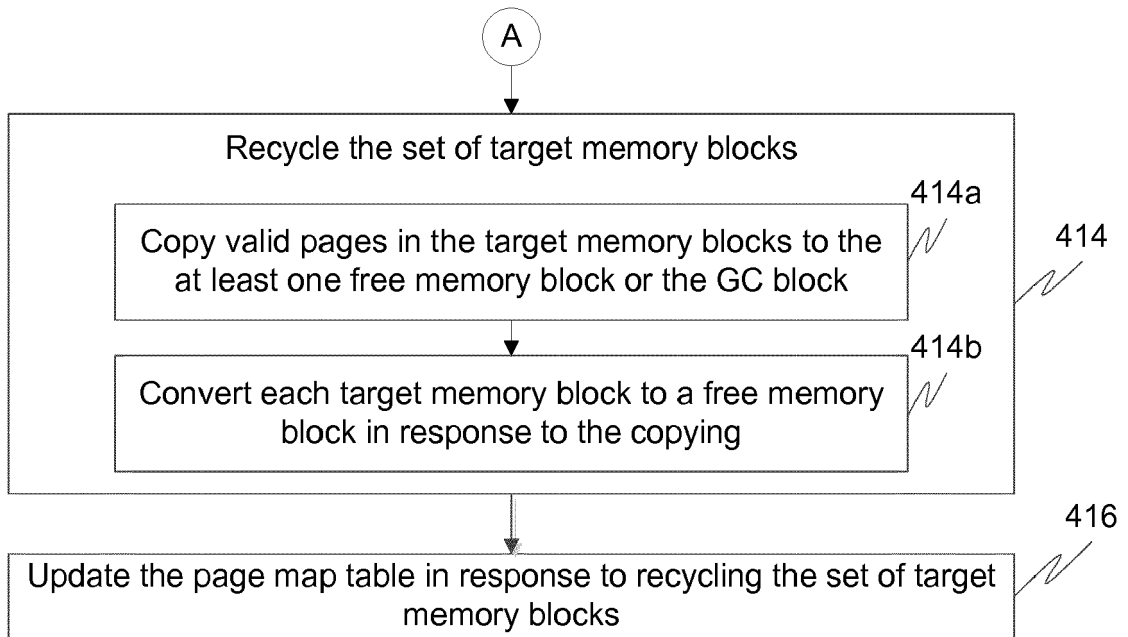 A
Recycle the set of target memory blocks
414a
Copy valid pages in the target memory blocks to the
at least one free memory block or the GC block
414
414b
Convert each target memory block to a free memory
block in response to the copying
416
Update the page map table in response to recycling the set of target
memory blocks